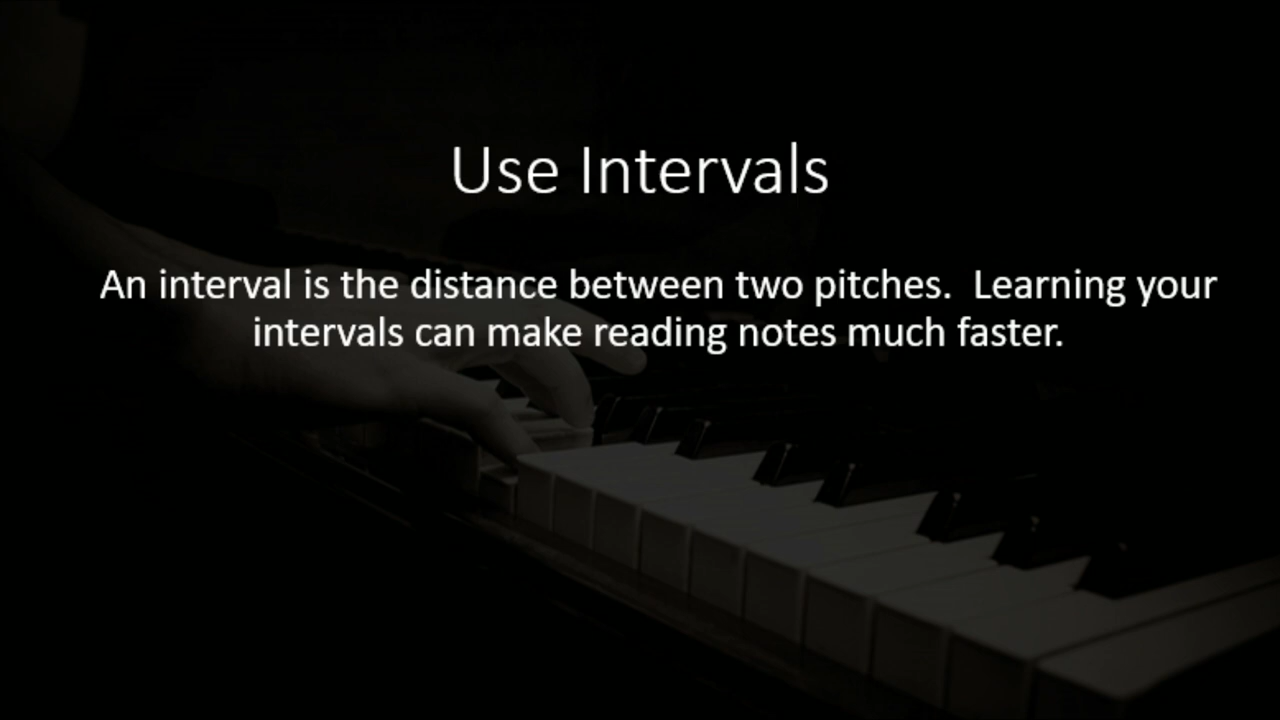 Use Intervals
An interval is the distance between two pitches.  Learning your
intervals can make reading notes much faster.